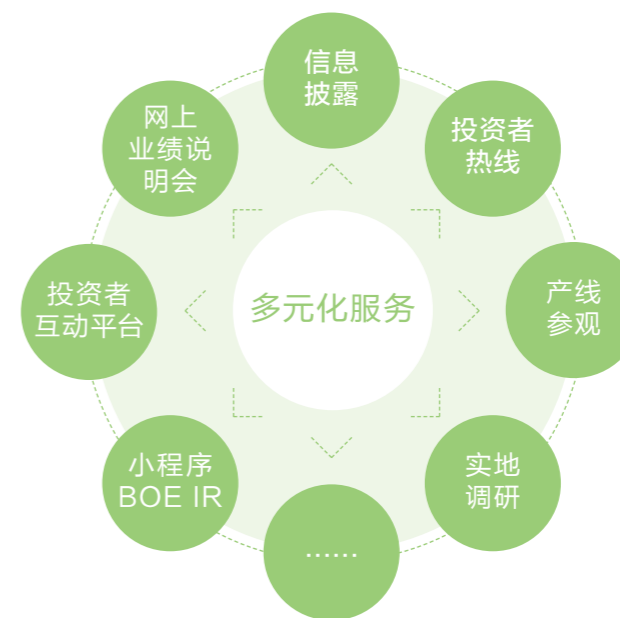 信息
披露
投资者
热线
产线
参观
实地
调研
……
小程序
BOE IR
投资者
互动平台
网上
业绩说
明会
多元化服务